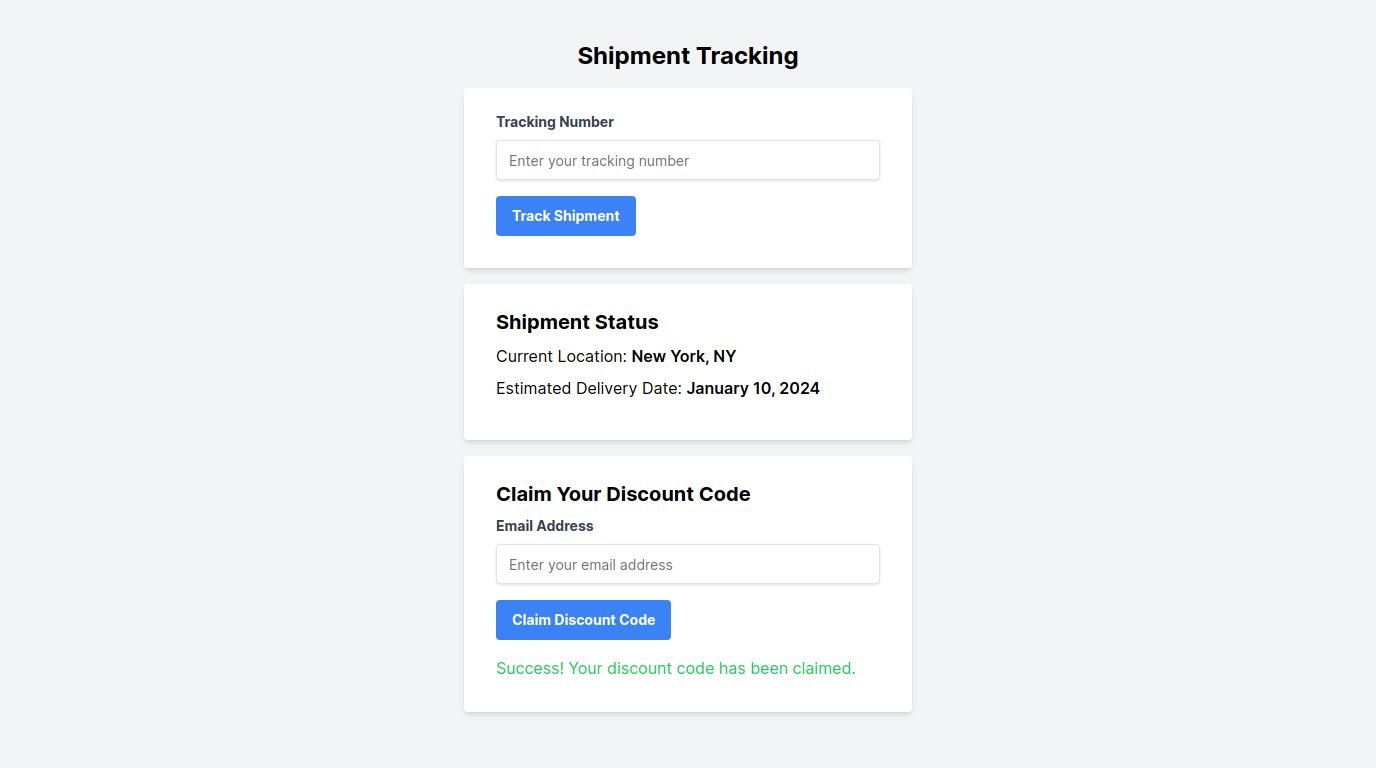 Shipment Tracking
Tracking Number
Enter your tracking number
Track Shipment
Shipment Status
Current Location: New York, NY
Estimated Delivery Date: January 10, 2024
Claim Your Discount Code
Email Address
Enter your email address
Claim Discount Code
Success! Your discount code has been claimed.